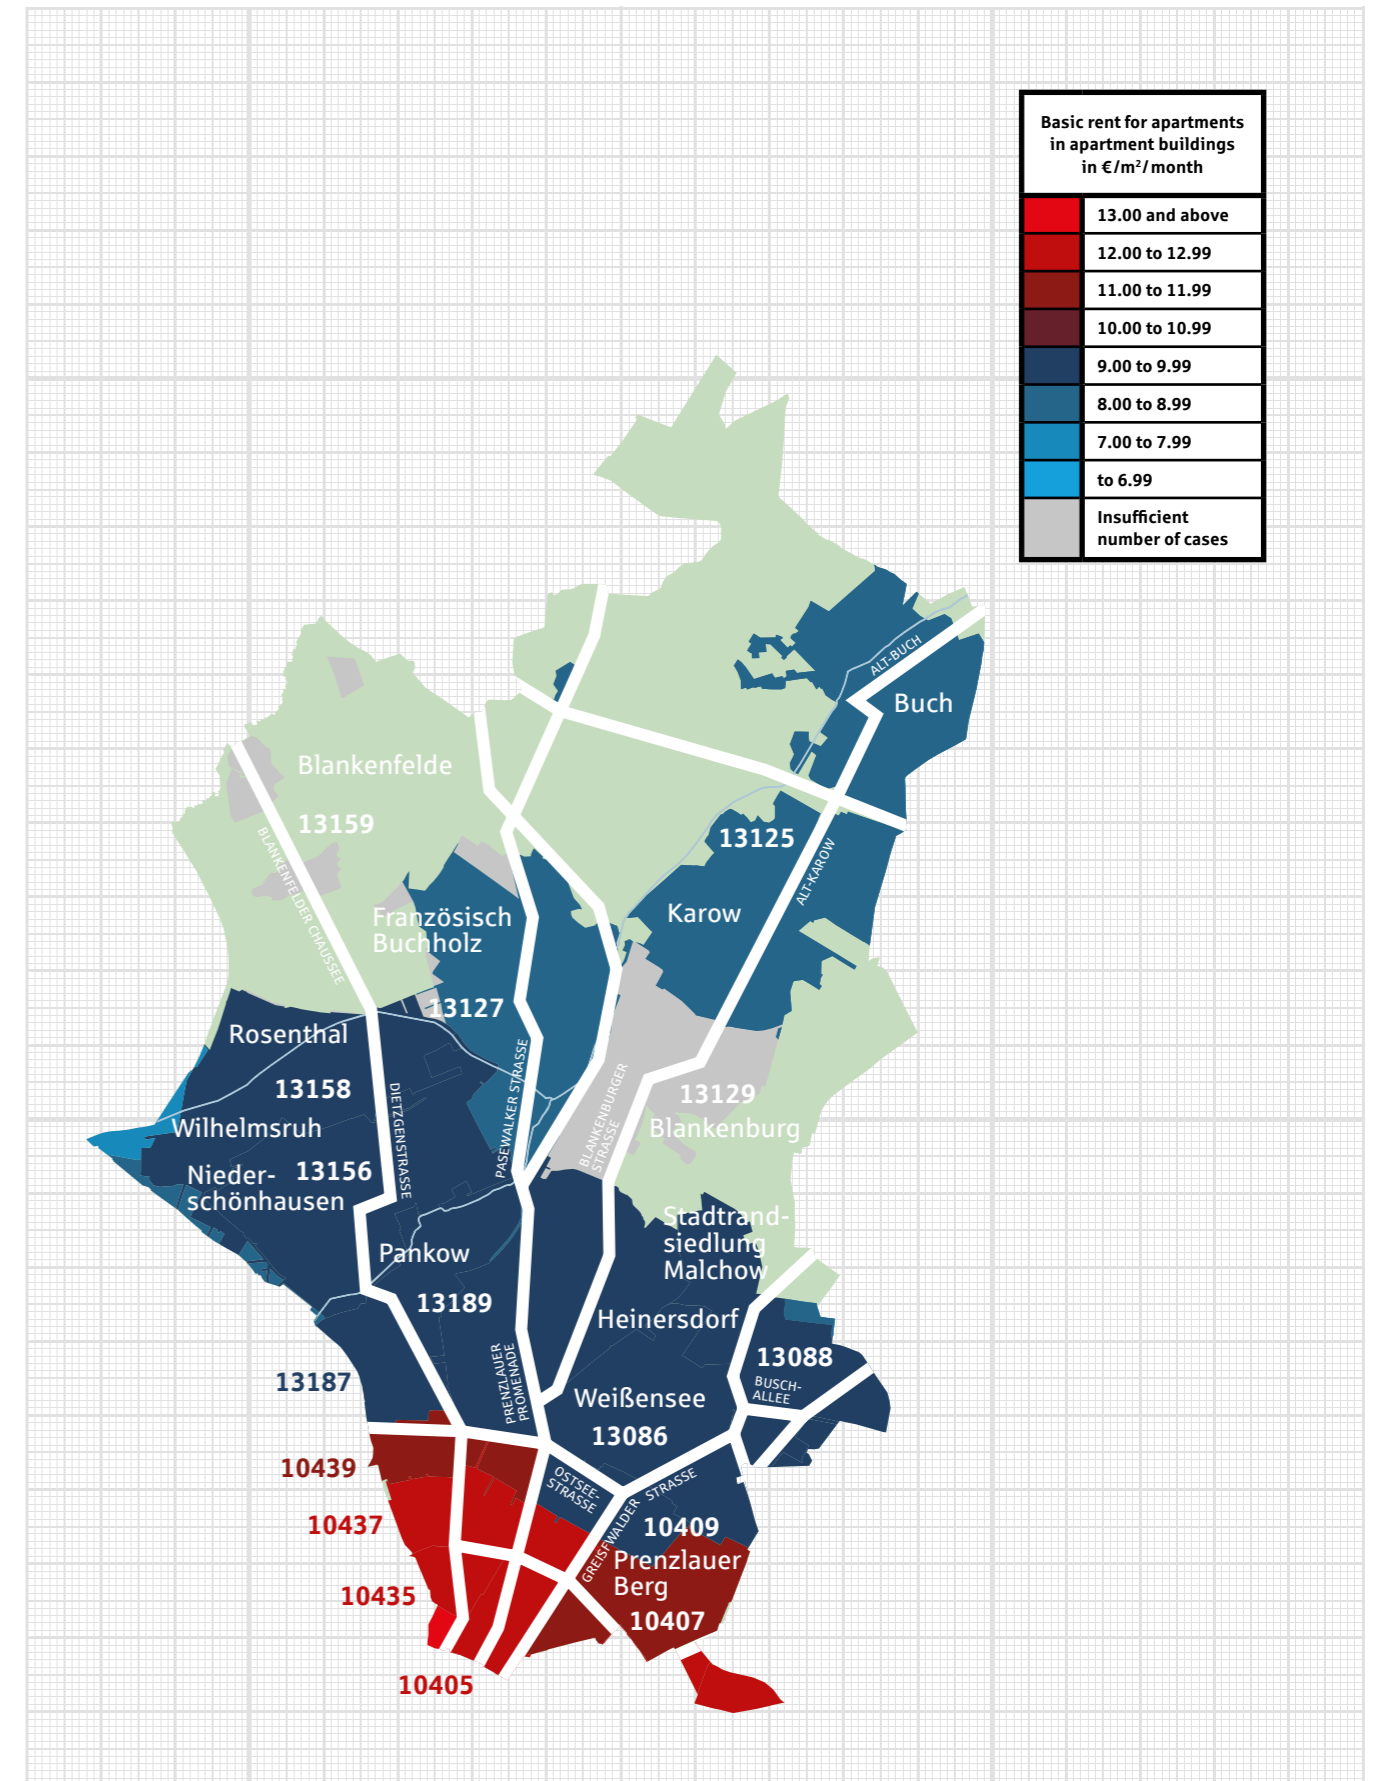 Basic rent for apartments
in apartment buildings
in €/m²/month
13.00 and above
12.00 to 12.99
11.00 to 11.99
10.00 to 10.99
9.00 to 9.99
8.00 to 8.99
7.00 to 7.99
to 6.99
Insufficient
number of cases
ALT-BUCH
Buch
Blankenfelde
13159
BLANKENFELDER CHAUSSEE
13125
ALT-KAROW
Karow
Französisch
Buchholz
13127
Rosenthal
13158
DIETZGENSTRASSE
PASEWALKER STRASSE
BLANKENBURGER
STRASSE
13129
Blankenburg
Wilhelmsruh
Nieder-
schönhausen
13156
Stadtrand-
siedlung
Malchow
Pankow
13189
Heinersdorf
13088
BUSCH-
ALLEE
13187
PRENZLAUER
PROMENADE
Weißensee
13086
10439
OSTSEE-
STRASSE
GREISFWALDER STRASSE
10437
10409
Prenzlauer
Berg
10435
10407
10405